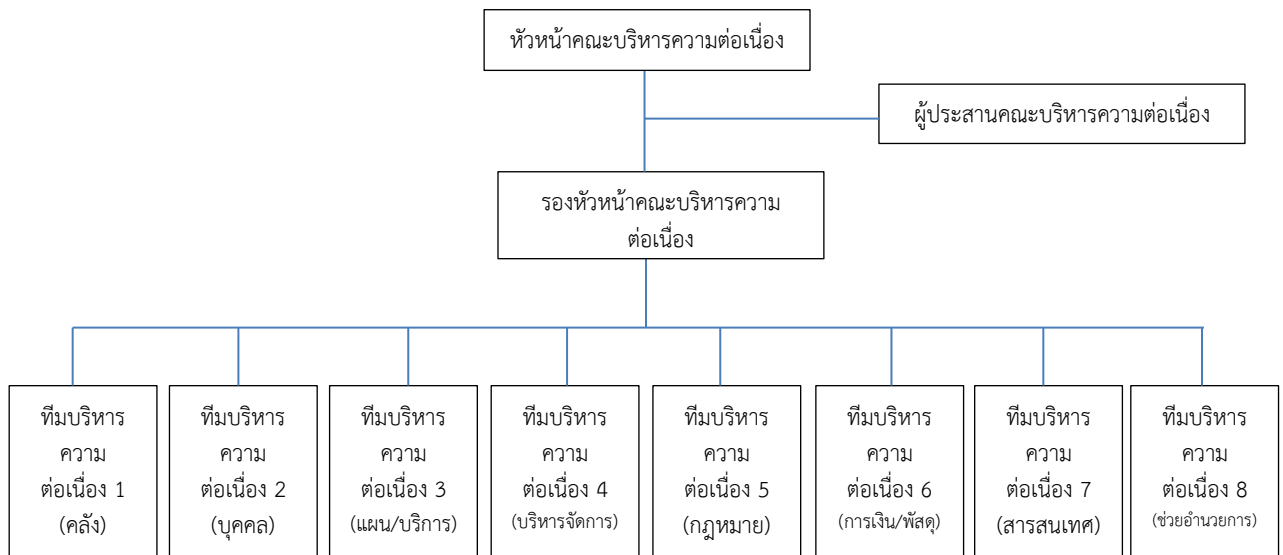 หัวหน้าคณะบริหารความต่อเนื่อง
ผู้ประสานคณะบริหารความต่อเนื่อง
รองหัวหน้าคณะบริหารความ
ต่อเนื่อง
ทีมบริหาร
ความ
ต่อเนื่อง 1
(คลัง)
ทีมบริหาร
ความ
ต่อเนื่อง 2
(บุคคล)
ทีมบริหาร
ความ
ต่อเนื่อง 3
(แผน/บริการ)
ทีมบริหาร
ความ
ต่อเนื่อง 4
(บริหารจัดการ)
ทีมบริหาร
ความ
ต่อเนื่อง 5
(กฎหมาย)
ทีมบริหาร
ความ
ต่อเนื่อง 6
(การเงิน/พัสดุ)
ทีมบริหาร
ความ
ต่อเนื่อง 7
(สารสนเทศ)
ทีมบริหาร
ความ
ต่อเนื่อง 8
(ช่วยอำนวยการ)